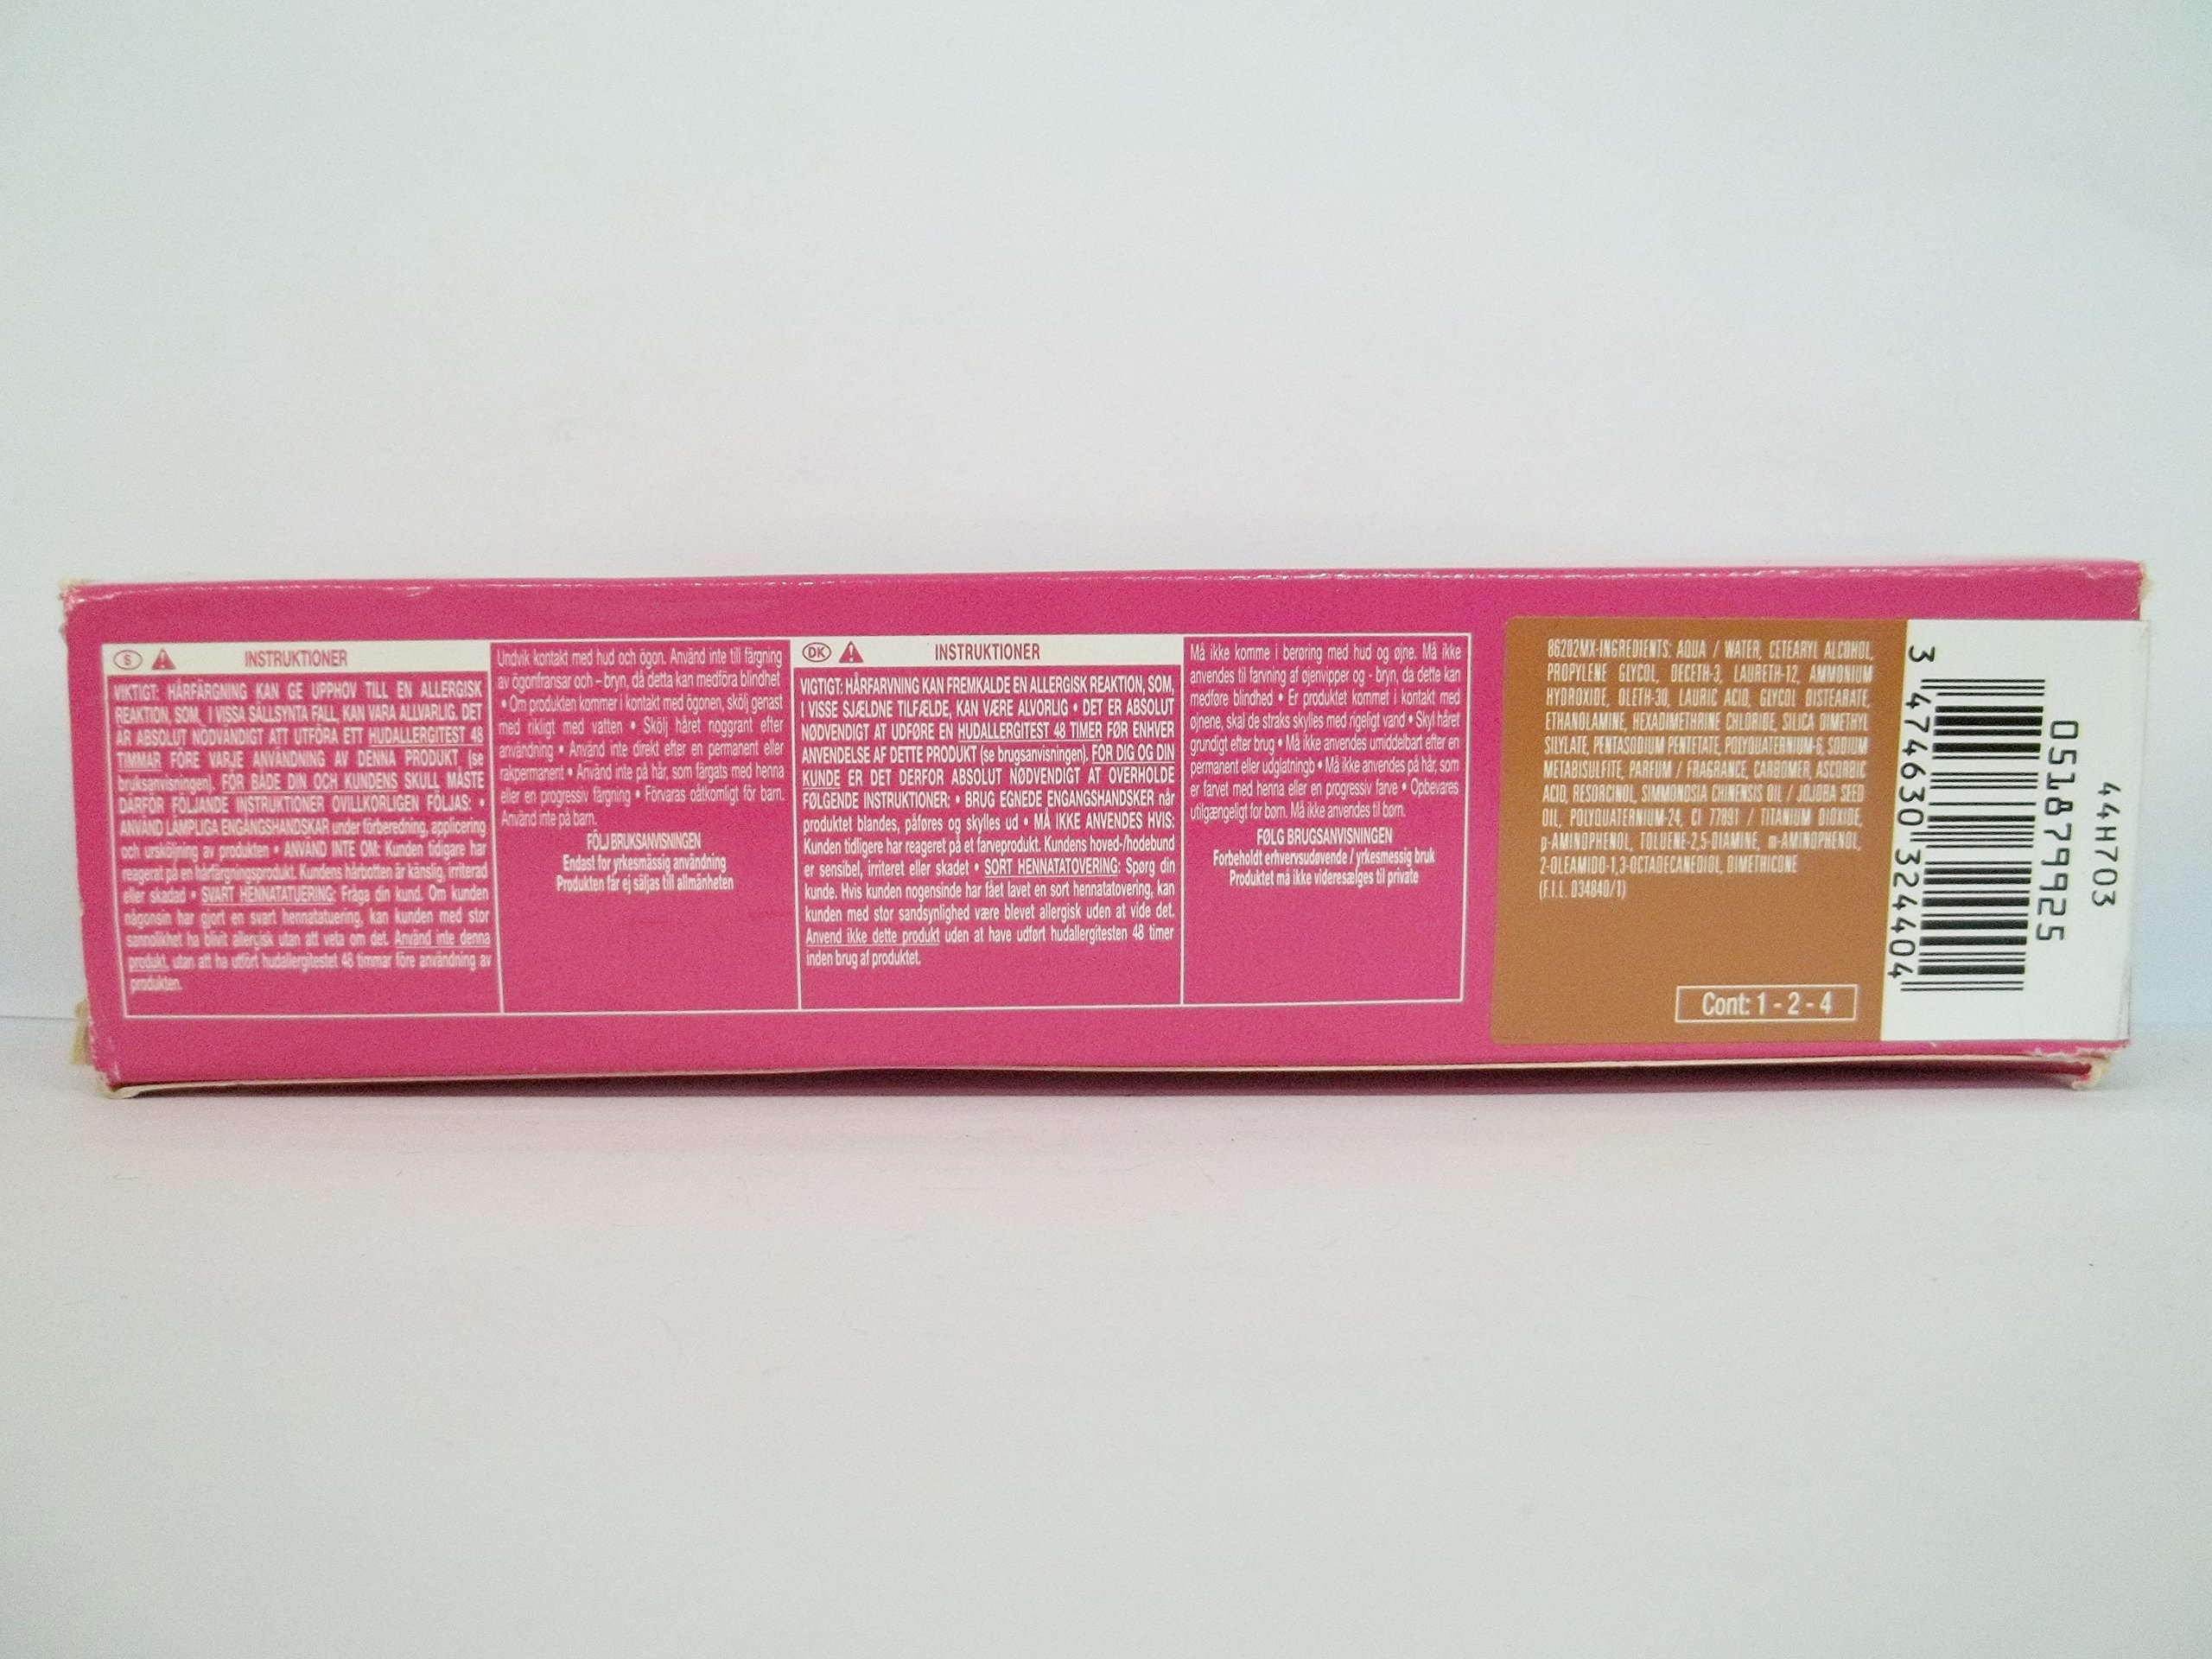 S INSTRUKTIONER
VIKTIGT: HÅRFÄRGNING KAN GE UPPHOV TILL EN ALLERGISK
REAKTION, SOM, I VISSA SÄLLSYNTA FALL, KAN VARA ALLVARLIG. DET
ÄR ABSOLUT NÖDVÄNDIGT ATT UTFÖRA ETT HUDALLERGITEST 48
TIMMAR FÖRE VARJE ANVÄNDNING AV DENNA PRODUKT (se
bruksanvisningen). FÖR BÅDE DIN OCH KUNDENS SKULL MÅSTE
DÄRFÖR FÖLJANDE INSTRUKTIONER OVILLKORLIGEN FÖLJAS: •
ANVÄND LÄMPLIGA ENGÅNGSHANDSKAR under förberedning, applicering
och ursköljning av produkten • ANVÄND INTE OM: Kunden tidigare har
reagerat på en hårfärgningsprodukt. Kundens hårbotten är känslig, irriterad
eller skadad • SVART HENNATATUERING: Fråga din kund. Om kunden
någonsin har gjort en svart hennatatuering, kan kunden med stor
sannolikhet ha blivit allergisk utan att veta om det. Använd inte denna
produkt, utan att ha utfört hudallergitestet 48 timmar före användning av
produkten.
Undvik kontakt med hud och ögon. Använd inte till färgning
av ögonfransar och - bryn, då detta kan medföra blindhet
• Om produkten kommer i kontakt med ögonen, skölj genast
med rikligt med vatten • Skölj håret noggrant efter
användning • Använd inte direkt efter en permanent eller
rakpermanent • Använd inte på hår, som färgats med henna
eller en progressiv färgning • Förvaras oåtkomligt för barn.
Använd inte på barn.
FÖLJ BRUKSANVISNINGEN
Endast for yrkesmässig användning
Produkten får ej säljas till allmänheten
DK INSTRUKTIONER
VIGTIGT: HÅRFARVNING KAN FREMKALDE EN ALLERGISK REAKTION, SOM,
I VISSE SJÆLDNE TILFÆLDE, KAN VÆRE ALVORLIG • DET ER ABSOLUT
NØDVENDIGT AT UDFØRE EN HUDALLERGITEST 48 TIMER FØR ENHVER
ANVENDELSE AF DETTE PRODUKT (se brugsanvisningen). FOR DIG OG DIN
KUNDE ER DET DERFOR ABSOLUT NØDVENDIGT AT OVERHOLDE
FØLGENDE INSTRUKTIONER: • BRUG EGNEDE ENGANGSHANDSKER når
produktet blandes, påføres og skylles ud • MÅ IKKE ANVENDES HVIS:
Kunden tidligere har reageret på et farveprodukt. Kundens hoved-/hodebund
er sensibel, irriteret eller skadet • SORT HENNATATOVERING: Spørg din
kunde. Hvis kunden nogensinde har fået lavet en sort hennatatovering, kan
kunden med stor sandsynlighed være blevet allergisk uden at vide det.
Anvend ikke dette produkt uden at have udført hudallergitesten 48 timer
inden brug af produktet.
Må ikke komme i berøring med hud og øjne. Må ikke
anvendes til farvning af øjenvipper og - bryn, da dette kan
medføre blindhed • Er produktet kommet i kontakt med
øjnene, skal de straks skylles med rigeligt vand • Skyl håret
grundigt efter brug • Må ikke anvendes umiddelbart efter en
permanent eller udglatningb • Må ikke anvendes på hår, som
er farvet med henna eller en progressiv farve • Opbevares
utilgængeligt for børn. Må ikke anvendes til børn.
FØLG BRUGSANVISNINGEN
Forbeholdt erhvervsudøvende / yrkesmessig bruk
Produktet må ikke videresælges til private
86202MX-INGREDIENTS: AQUA / WATER, CETEARYL ALCOHOL,
PROPYLENE GLYCOL, DECETH-3, LAURETH-12, AMMONIUM
HYDROXIDE, OLETH-30, LAURIC ACID, GLYCOL DISTEARATE,
ETHANOLAMINE, HEXADIMETHRINE CHLORIDE, SILICA DIMETHYL
SILYLATE, PENTASODIUM PENTETATE, POLYQUATERNIUM-6, SODIUM
METABISULFITE, PARFUM / FRAGRANCE, CARBOMER, ASCORBIC
ACID, RESORCINOL, SIMMONDSIA CHINENSIS OIL / JOJOBA SEED
OIL, POLYQUATERNIUM-24, CI 77891 / TITANIUM DIOXIDE,
p-AMINOPHENOL, TOLUENE-2,5-DIAMINE, m-AMINOPHENOL,
2-OLEAMIDO-1,3-OCTADECANEDIOL, DIMETHICONE
(F.I.L. D34840/1)
Cont: 1 - 2 - 4
3 474630 324404
051879925
44H703